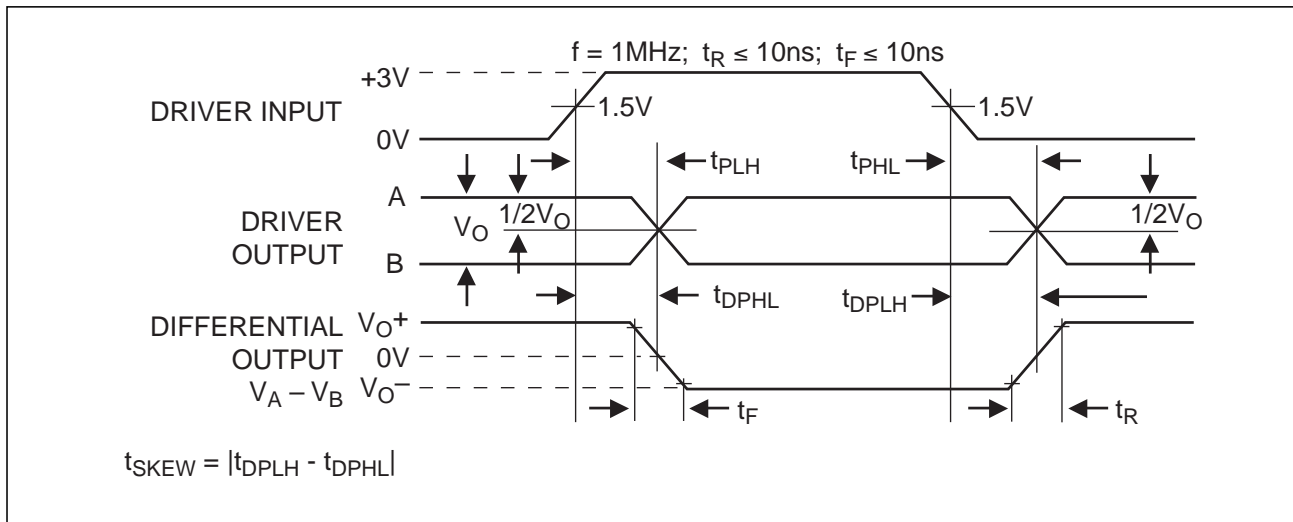 f = 1MHz; tR ≤ 10ns; tF ≤ 10ns
+3V
DRIVER INPUT
1.5V
1.5V
0V
tPLH
tPHL
A
DRIVER
OUTPUT
VO
1/2VO
1/2VO
B
tDPHL
tDPLH
DIFFERENTIAL
OUTPUT
VA – VB
VO+
0V
VO–
tF
tR
tSKEW = |tDPLH - tDPHL|